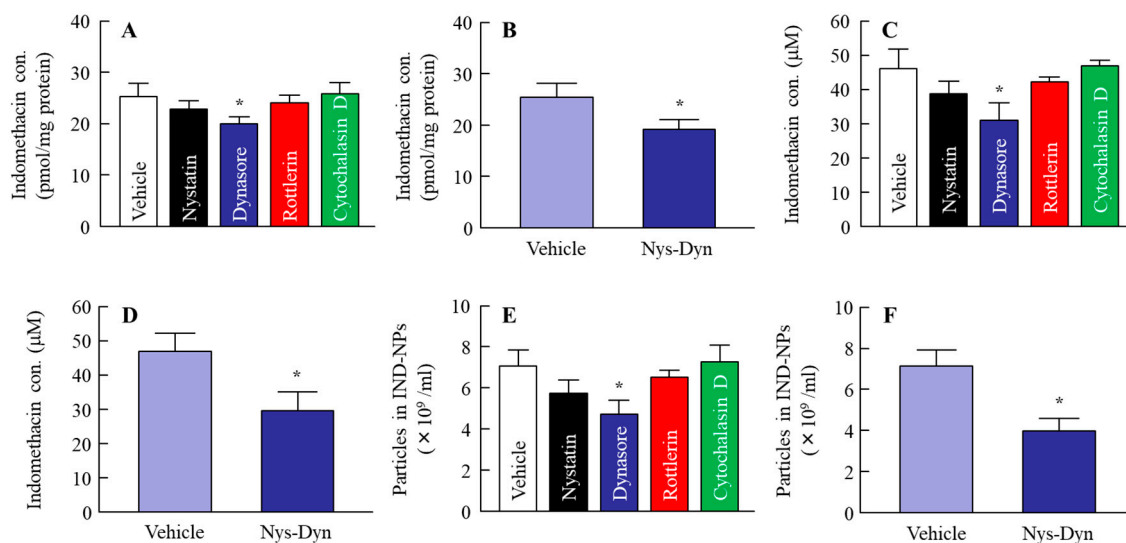 A
Indomethacin con.
(pmol/mg protein)
40
30
20
10
0
*
Vehicle
Nystatin
Dynasore
Rottlerin
Cytochalasin D
B
Indomethacin con.
(pmol/mg protein)
40
30
20
10
0
*
Vehicle
Nys-Dyn
C
Indomethacin con. (μM)
60
50
40
30
20
10
0
*
Vehicle
Nystatin
Dynasore
Rottlerin
Cytochalasin D
D
Indomethacin con. (μM)
60
50
40
30
20
10
0
*
Vehicle
Nys-Dyn
E
Particles in IND-NPs
(×10⁹ /ml)
10
8
6
4
2
0
*
Vehicle
Nystatin
Dynasore
Rottlerin
Cytochalasin D
F
Particles in IND-NPs
(×10⁹ /ml)
10
8
6
4
2
0
*
Vehicle
Nys-Dyn